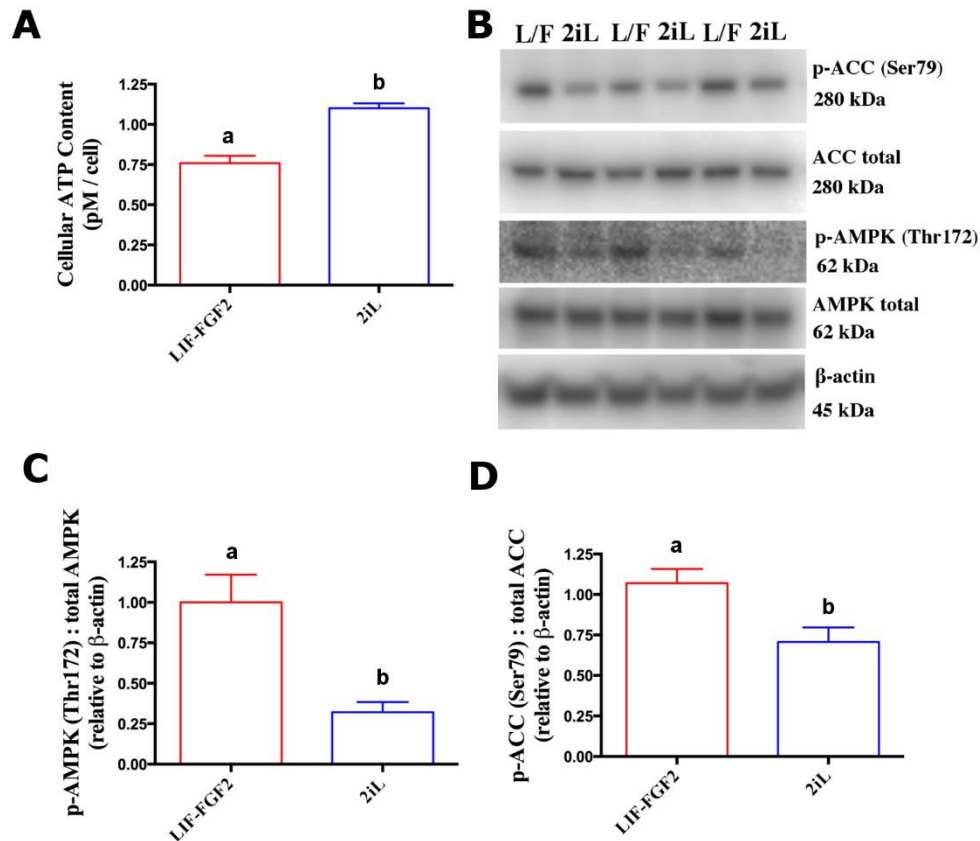 A
Cellular ATP Content
(pM / cell)
1.25
1.00
0.75
0.50
0.25
0.00
a
b
LIF-FGF2
2iL
B
L/F 2iL L/F 2iL L/F 2iL
p-ACC (Ser79)
280 kDa
ACC total
280 kDa
p-AMPK (Thr172)
62 kDa
AMPK total
62 kDa
β-actin
45 kDa
C
p-AMPK (Thr172) : total AMPK
(relative to β-actin)
1.25
1.00
0.75
0.50
0.25
0.00
a
b
LIF-FGF2
2iL
D
p-ACC (Ser79) : total ACC
(relative to β-actin)
1.25
1.00
0.75
0.50
0.25
0.00
a
b
LIF-FGF2
2iL